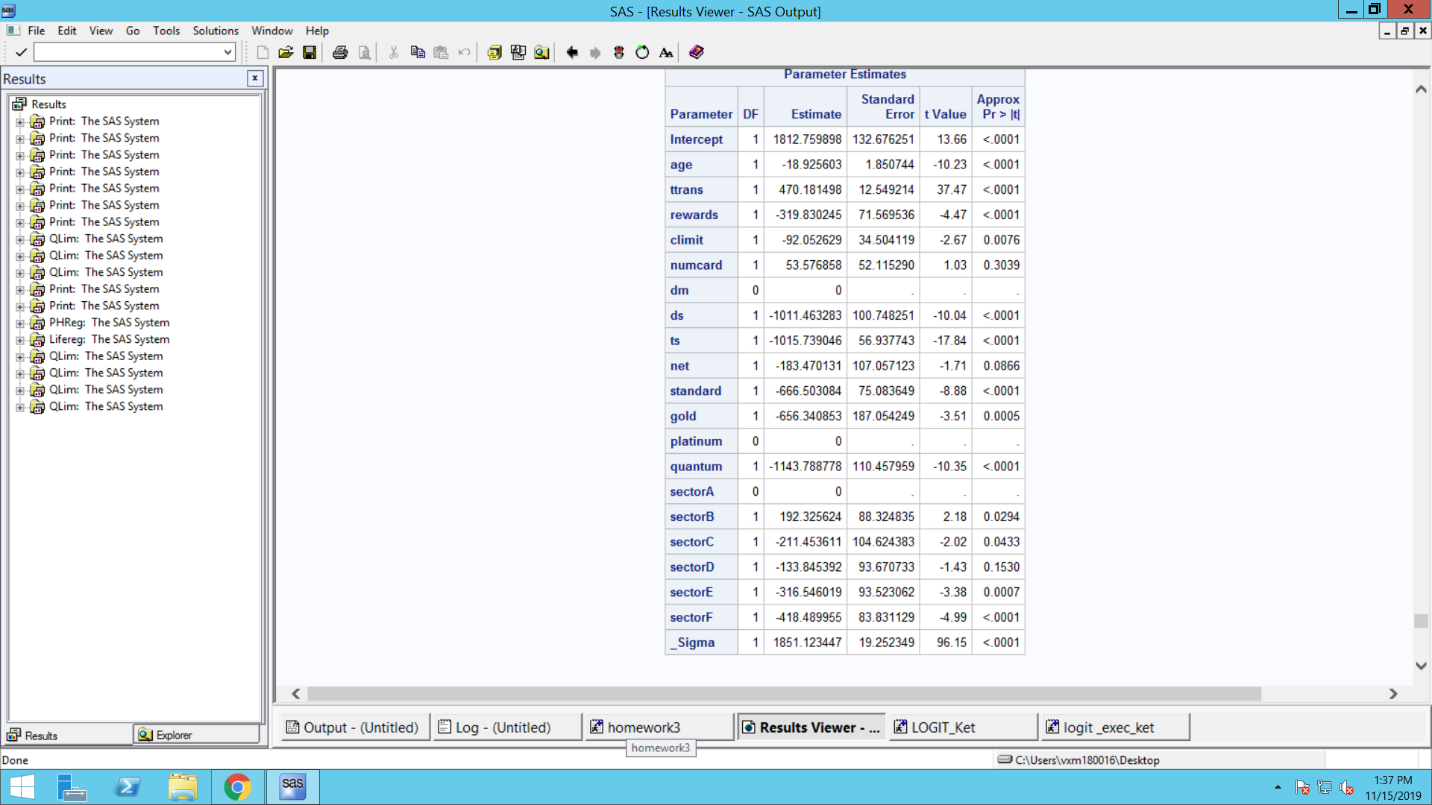 SAS - [Results Viewer - SAS Output]
File Edit View Go Tools Solutions Window Help
Results
Results
Print: The SAS System
Print: The SAS System
Print: The SAS System
Print: The SAS System
Print: The SAS System
Print: The SAS System
Print: The SAS System
QLim: The SAS System
QLim: The SAS System
QLim: The SAS System
Print: The SAS System
Print: The SAS System
PHReg: The SAS System
Lifereg: The SAS System
QLim: The SAS System
QLim: The SAS System
QLim: The SAS System
QLim: The SAS System
Parameter Estimates
Parameter DF Estimate Standard Error t Value Approx Pr > |t|
Intercept 1 1812.759898 132.676251 13.66 <.0001
age 1 -18.925603 1.850744 -10.23 <.0001
ttrans 1 470.181498 12.549214 37.47 <.0001
rewards 1 -319.830245 71.569536 -4.47 <.0001
climit 1 -92.052629 34.504119 -2.67 0.0076
numcard 1 53.576858 52.115290 1.03 0.3039
dm 0 0 . . .
ds 1 -1011.463283 100.748251 -10.04 <.0001
ts 1 -1015.739046 56.937743 -17.84 <.0001
net 1 -183.470131 107.057123 -1.71 0.0866
standard 1 -666.503084 75.083649 -8.88 <.0001
gold 1 -656.340853 187.054249 -3.51 0.0005
platinum 0 0 . . .
quantum 1 -1143.788778 110.457959 -10.35 <.0001
sectorA 0 0 . . .
sectorB 1 192.325624 88.324835 2.18 0.0294
sectorC 1 -211.453611 104.624383 -2.02 0.0433
sectorD 1 -133.845392 93.670733 -1.43 0.1530
sectorE 1 -316.546019 93.523062 -3.38 0.0007
sectorF 1 -418.489955 83.831129 -4.99 <.0001
_Sigma 1 1851.123447 19.252349 96.15 <.0001
Results Explorer
Output - (Untitled) Log - (Untitled) homework3 Results Viewer - ... LOGIT_Ket logit _exec_ket
homework3
Done
C:\Users\vxm180016\Desktop
sas
1:37 PM
11/15/2019